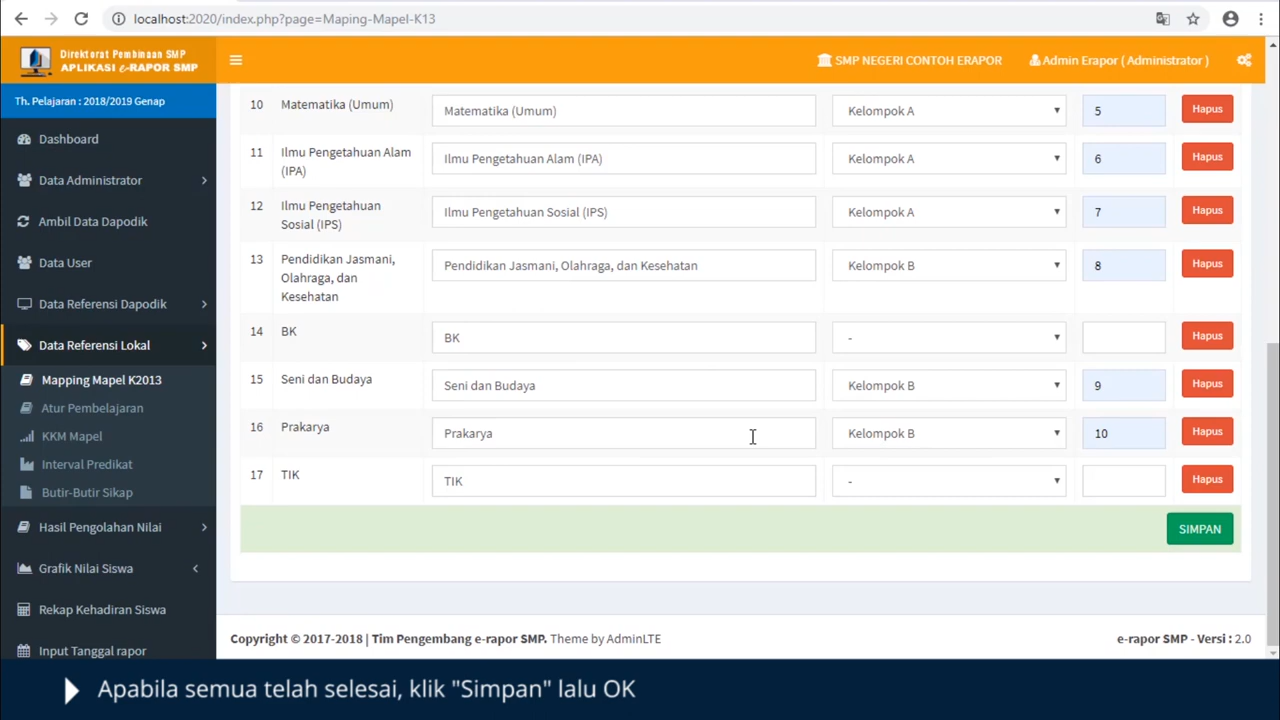 localhost:2020/index.php?page=Maping-Mapel-K13
Direktorat Pembinaan SMP
APLIKASI e-RAPOR SMP
SMP NEGERI CONTOH ERAPOR
Admin Erapor ( Administrator )
Th. Pelajaran : 2018/2019 Genap
Dashboard
Data Administrator
Ambil Data Dapodik
Data User
Data Referensi Dapodik
Data Referensi Lokal
Mapping Mapel K2013
Atur Pembelajaran
KKM Mapel
Interval Predikat
Butir-Butir Sikap
Hasil Pengolahan Nilai
Grafik Nilai Siswa
Rekap Kehadiran Siswa
Input Tanggal rapor
10 Matematika (Umum) Matematika (Umum) Kelompok A 5 Hapus
11 Ilmu Pengetahuan Alam Ilmu Pengetahuan Alam (IPA) Kelompok A 6 Hapus
(IPA)
12 Ilmu Pengetahuan Ilmu Pengetahuan Sosial (IPS) Kelompok A 7 Hapus
Sosial (IPS)
13 Pendidikan Jasmani, Pendidikan Jasmani, Olahraga, dan Kesehatan Kelompok B 8 Hapus
Olahraga, dan
Kesehatan
14 BK BK - Hapus
15 Seni dan Budaya Seni dan Budaya Kelompok B 9 Hapus
16 Prakarya Prakarya Kelompok B 10 Hapus
17 TIK TIK - Hapus
SIMPAN
Copyright © 2017-2018 | Tim Pengembang e-rapor SMP. Theme by AdminLTE
e-rapor SMP - Versi : 2.0
Apabila semua telah selesai, klik "Simpan" lalu OK